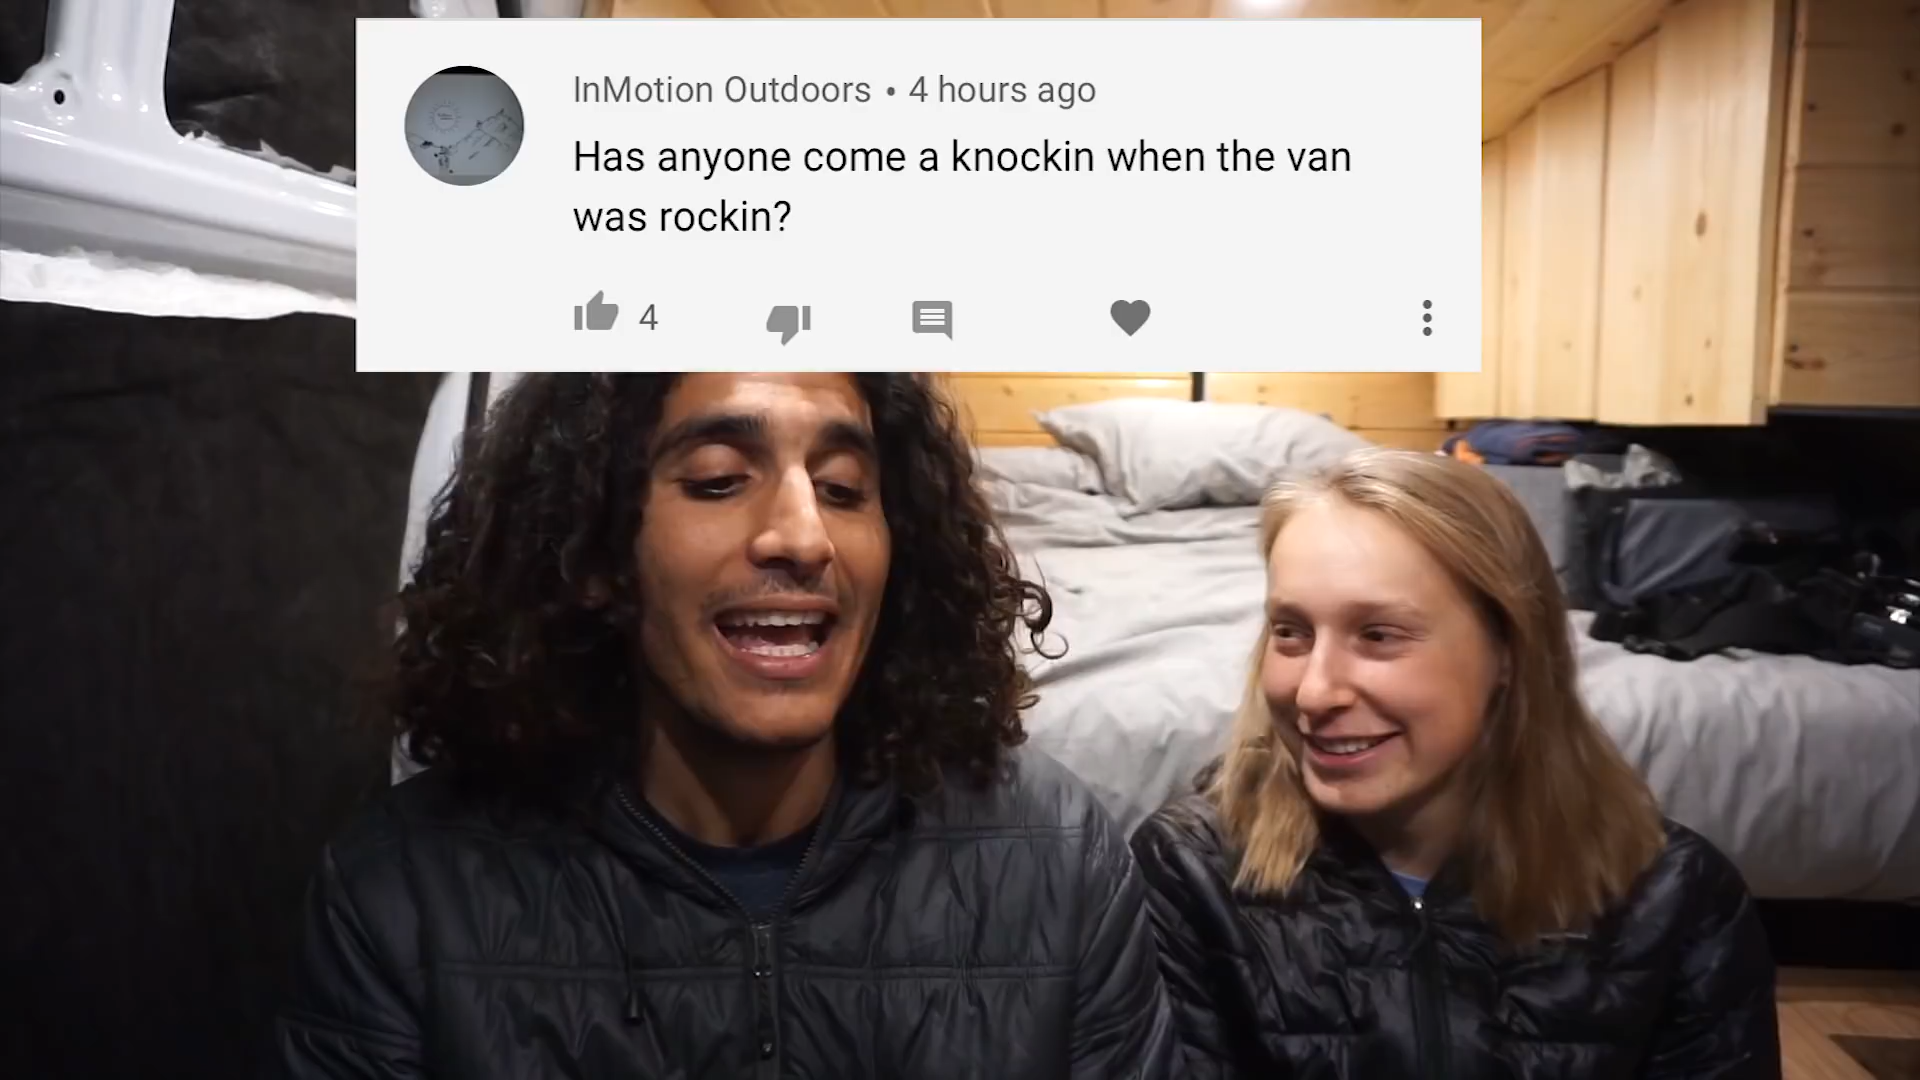 InMotion Outdoors • 4 hours ago
Has anyone come a knockin when the van
was rockin?
4